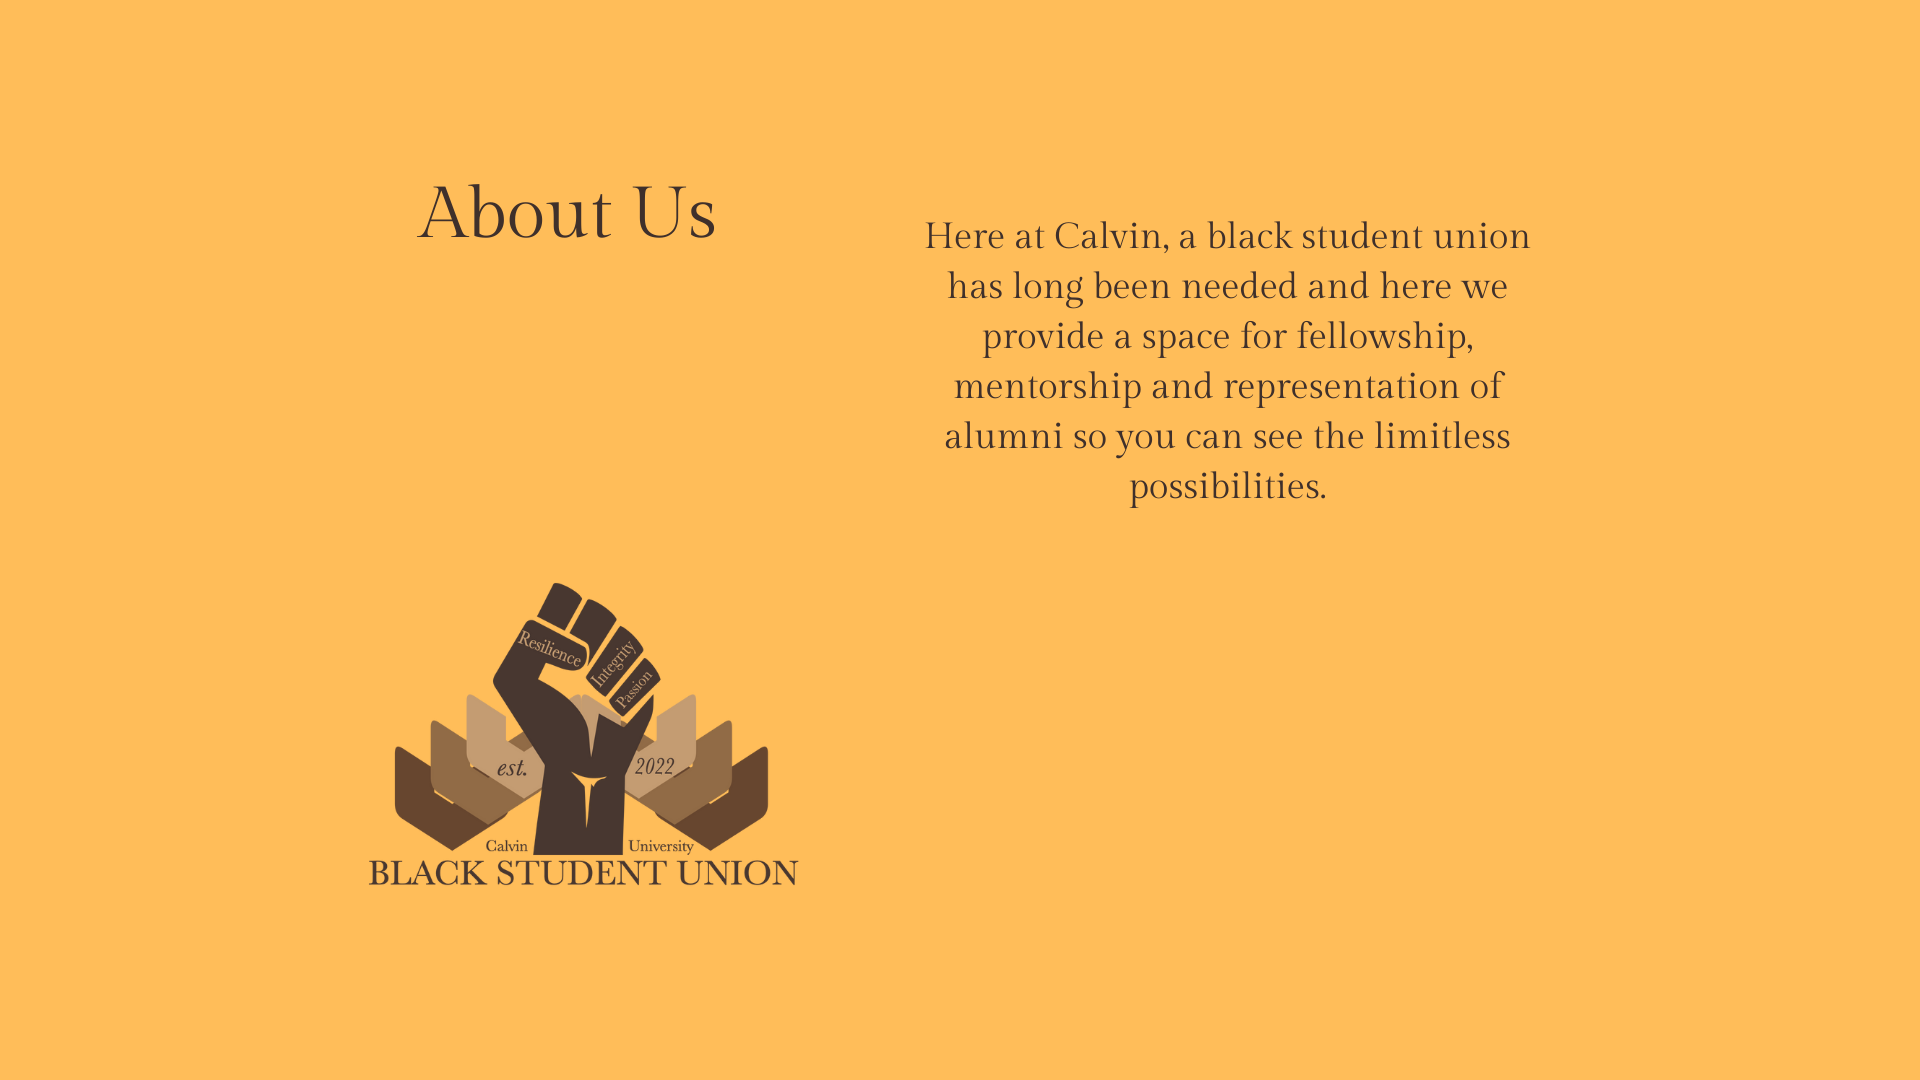 About Us
Here at Calvin, a black student union
has long been needed and here we
provide a space for fellowship,
mentorship and representation of
alumni so you can see the limitless
possibilities.
Resilience
Integrity
Passion
est.
2022
Calvin University
BLACK STUDENT UNION